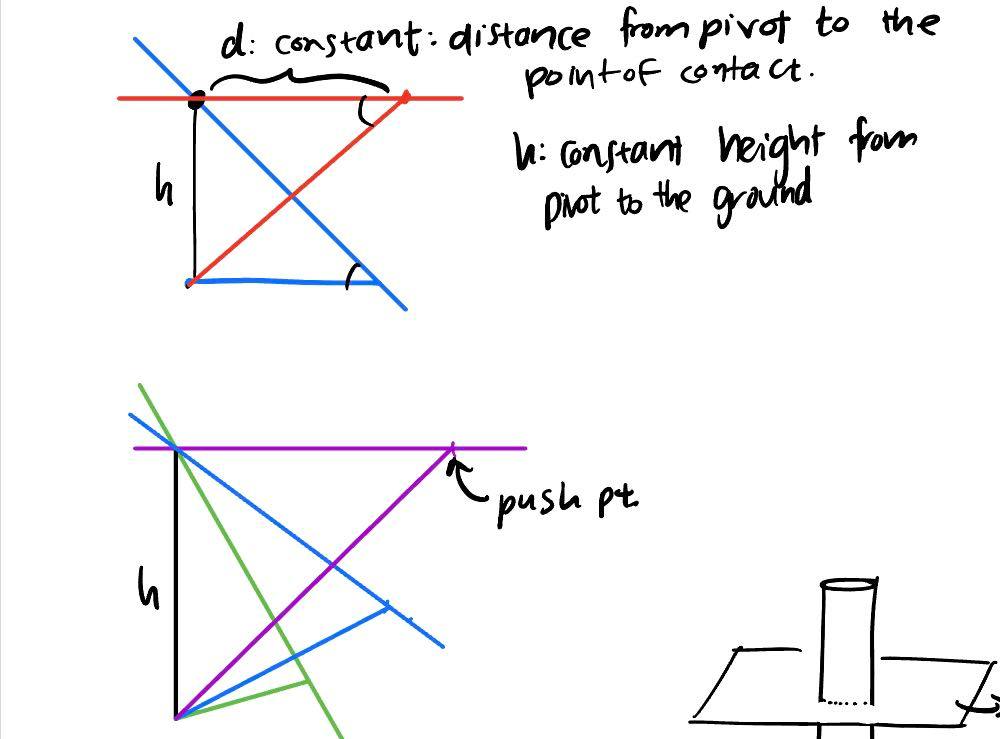 d: constant: distance from pivot to the
point of contact.
h: constant height from
pivot to the ground
h
push pt.
h